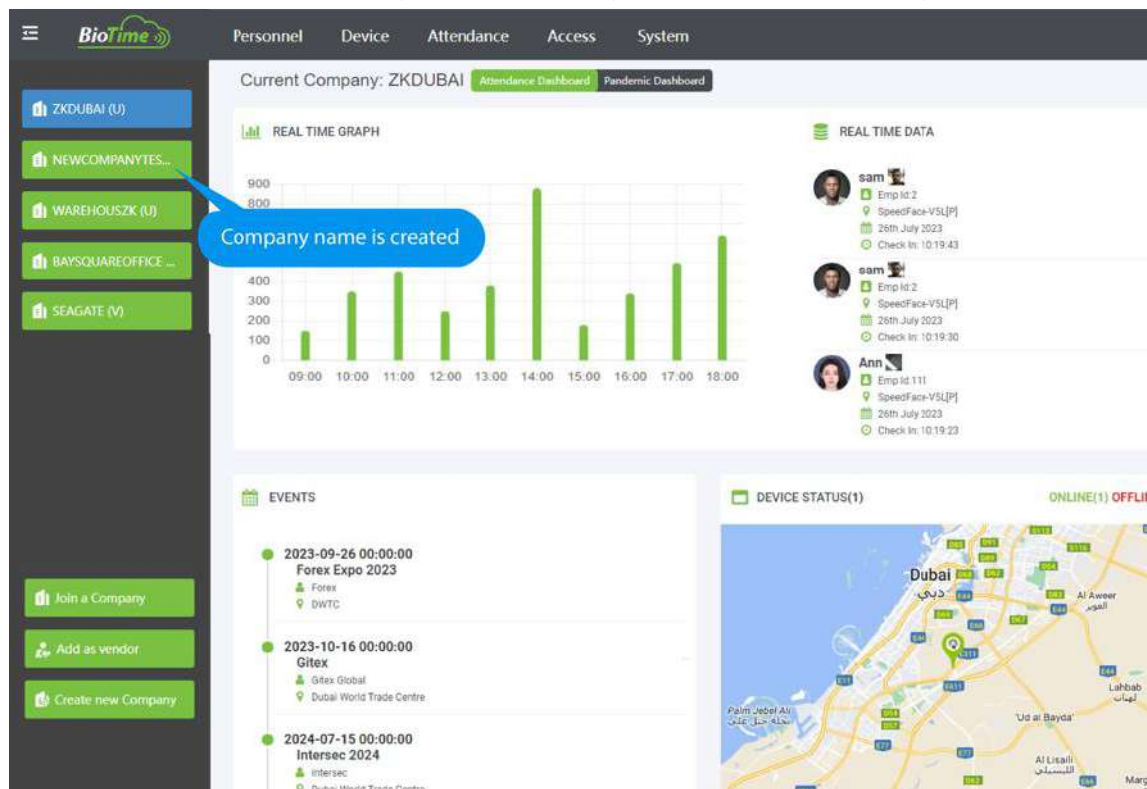 BioTime
Personnel Device Attendance Access System
Current Company: ZKDUBAI Attendance Dashboard Pandemic Dashboard
ZKDUBAI (U)
NEWCOMPANYTES...
WAREHOUSZK (U)
BAYSQUAREOFFICE ...
SEAGATE (V)
Join a Company
Add as vendor
Create new Company
REAL TIME GRAPH
900
800
Company name is created
400
300
200
100
0
09:00 10:00 11:00 12:00 13:00 14:00 15:00 16:00 17:00 18:00
REAL TIME DATA
sam
Emp Id:2
SpeedFace-V5L[P]
26th July 2023
Check In: 10:19:43
sam
Emp Id:2
SpeedFace-V5L[P]
26th July 2023
Check In: 10:19:30
Ann
Emp Id:111
SpeedFace-V5L[P]
26th July 2023
Check In: 10:19:23
EVENTS
2023-09-26 00:00:00
Forex Expo 2023
Forex
DWTC
2023-10-16 00:00:00
Gitex
Gitex Global
Dubai World Trade Centre
2024-07-15 00:00:00
Intersec 2024
Intersec
Dubai World Trade Centre
DEVICE STATUS(1) ONLINE(1) OFFLI
Dubai
دبي
Al Aweer
العوير
Lahbab
لهباب
Palm Jebel Ali
نخلة جبل علي
'Ud al Bayda'
Al Lisaili
الليسيلي
Marg